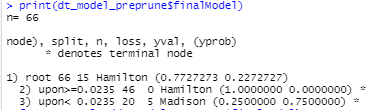 > print(dt_model_preprune$finalModel)
n= 66
node), split, n, loss, yval, (yprob)
* denotes terminal node
1) root 66 15 Hamilton (0.7727273 0.2272727)
2) upon>=0.0235 46 0 Hamilton (1.0000000 0.0000000) *
3) upon< 0.0235 20 5 Madison (0.2500000 0.7500000) *